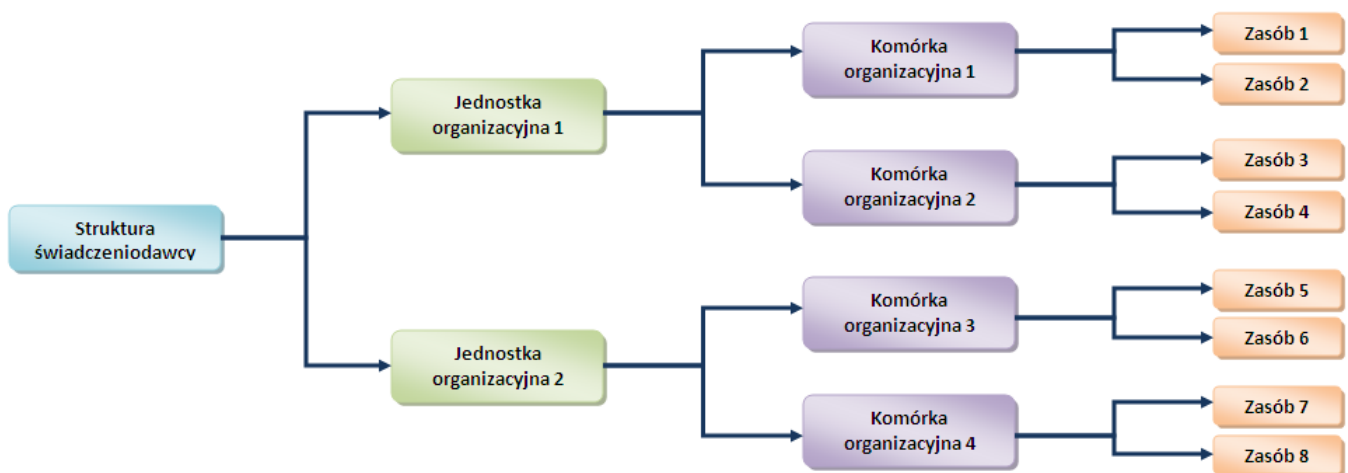 Struktura
świadczeniodawcy
Jednostka
organizacyjna 1
Jednostka
organizacyjna 2
Komórka
organizacyjna 1
Komórka
organizacyjna 2
Komórka
organizacyjna 3
Komórka
organizacyjna 4
Zasób 1
Zasób 2
Zasób 3
Zasób 4
Zasób 5
Zasób 6
Zasób 7
Zasób 8